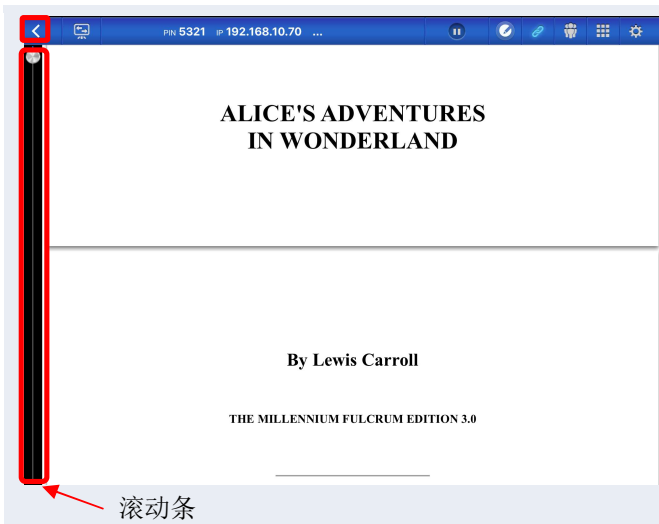 PIN 5321 IP 192.168.10.70 ...
ALICE'S ADVENTURES
IN WONDERLAND
By Lewis Carroll
THE MILLENNIUM FULCRUM EDITION 3.0
滚动条